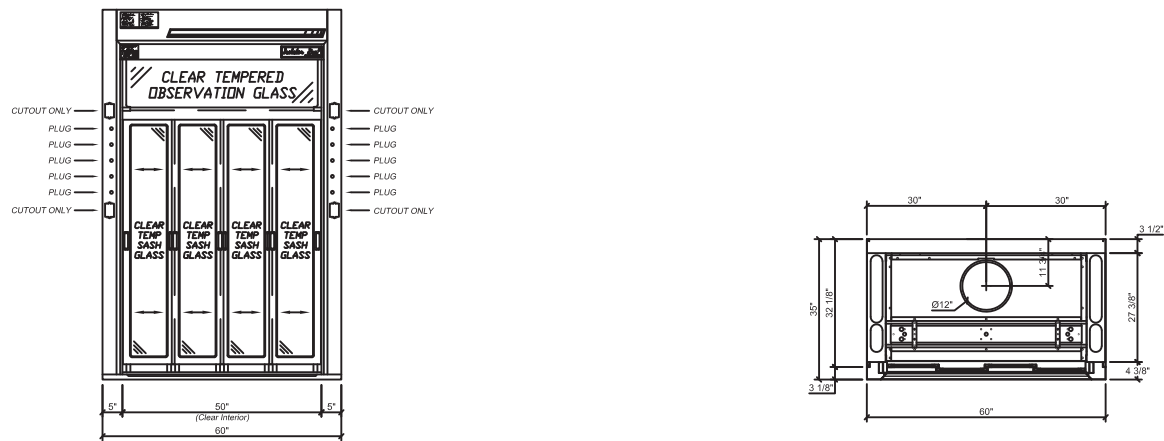 CLEAR TEMPERED
OBSERVATION GLASS
CUTOUT ONLY
PLUG
PLUG
PLUG
PLUG
PLUG
CUTOUT ONLY
CUTOUT ONLY
PLUG
PLUG
PLUG
PLUG
PLUG
CUTOUT ONLY
CLEAR
TEMP
SASH
GLASS
CLEAR
TEMP
SASH
GLASS
CLEAR
TEMP
SASH
GLASS
CLEAR
TEMP
SASH
GLASS
5"
50"
(Clear Interior)
5"
60"
30"
30"
3 1/2"
35"
32 1/8"
Ø12"
27 3/8"
3 1/8"
4 3/8"
60"